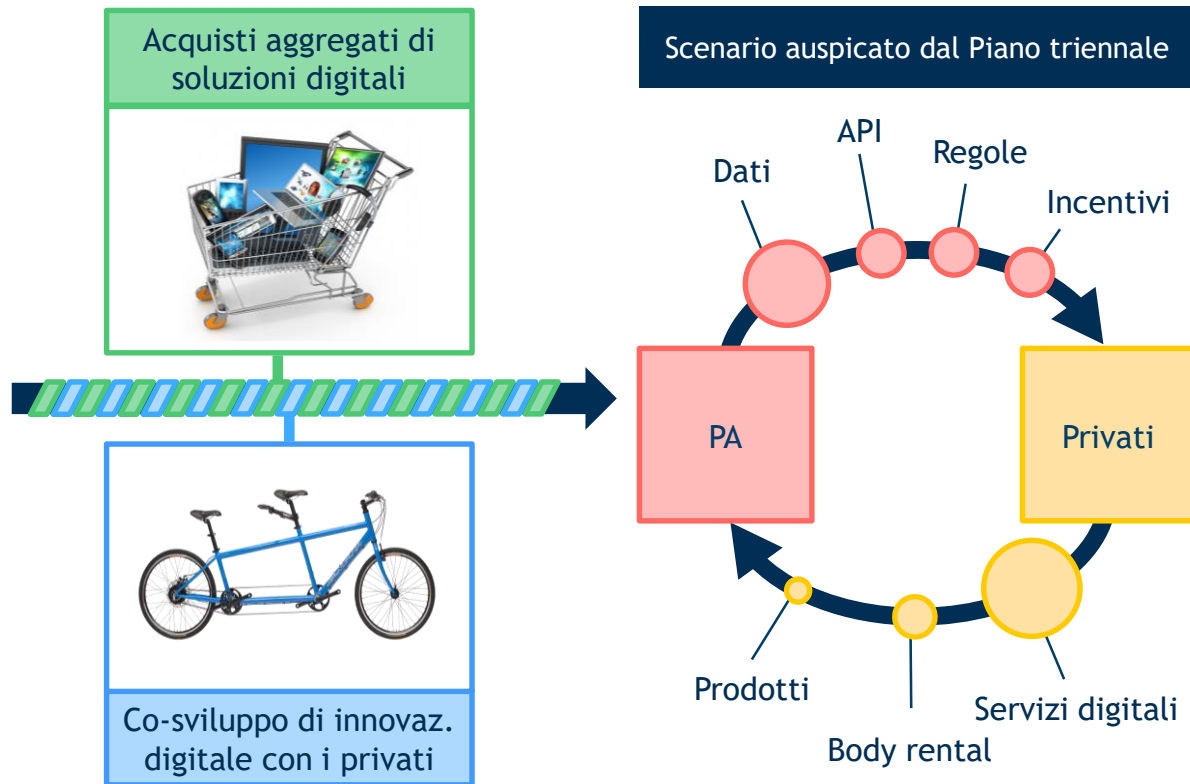 Acquisti aggregati di
soluzioni digitali
Co-sviluppo di innovaz.
digitale con i privati
Scenario auspicato dal Piano triennale
API
Regole
Dati
Incentivi
PA
Privati
Prodotti
Servizi digitali
Body rental